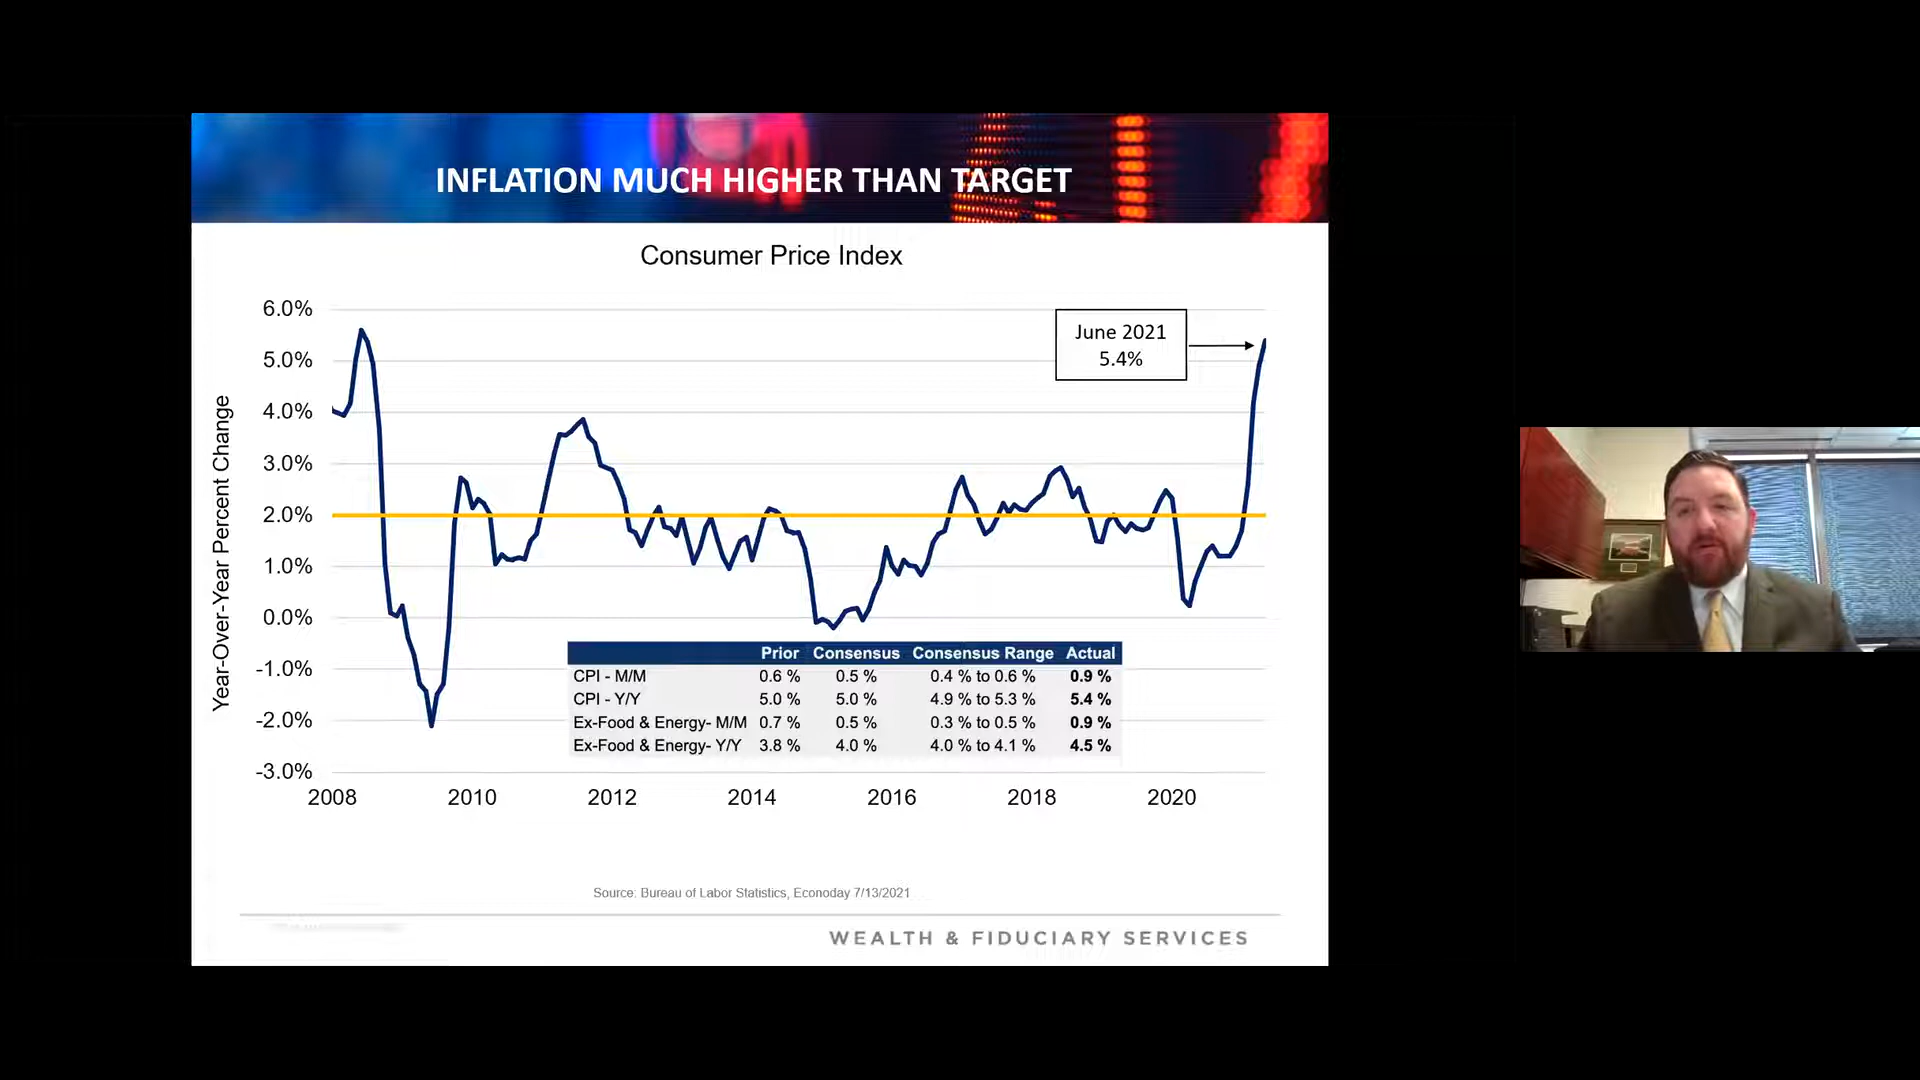 INFLATION MUCH HIGHER THAN TARGET
Consumer Price Index
Year-Over-Year Percent Change
6.0%
5.0%
4.0%
3.0%
2.0%
1.0%
0.0%
-1.0%
-2.0%
-3.0%
June 2021
5.4%
Prior Consensus Consensus Range Actual
CPI - M/M 0.6 % 0.5 % 0.4 % to 0.6 % 0.9 %
CPI - Y/Y 5.0 % 5.0 % 4.9 % to 5.3 % 5.4 %
Ex-Food & Energy- M/M 0.7 % 0.5 % 0.3 % to 0.5 % 0.9 %
Ex-Food & Energy- Y/Y 3.8 % 4.0 % 4.0 % to 4.1 % 4.5 %
2008 2010 2012 2014 2016 2018 2020
Source: Bureau of Labor Statistics, Econoday 7/13/2021
WEALTH & FIDUCIARY SERVICES